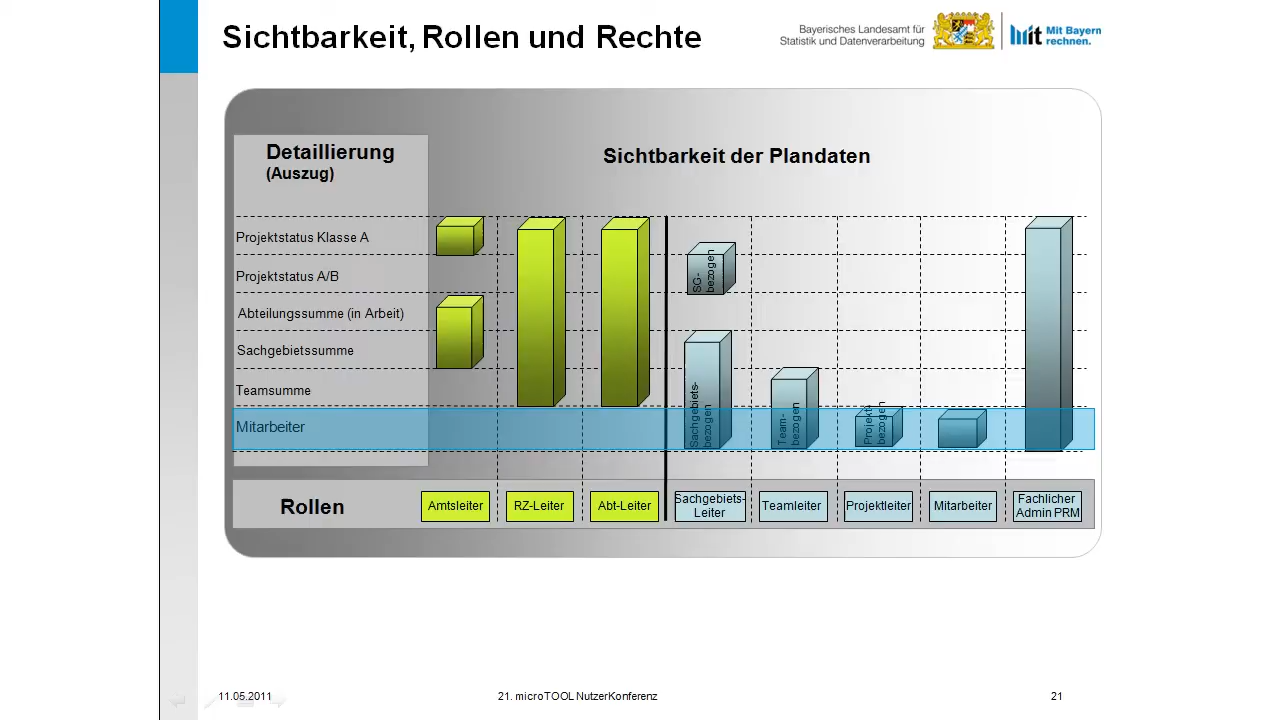 Sichtbarkeit, Rollen und Rechte
Bayerisches Landesamt für
Statistik und Datenverarbeitung
Mit Bayern
rechnen.
Detaillierung
(Auszug)
Sichtbarkeit der Plandaten
Projektstatus Klasse A
Projektstatus A/B
Abteilungssumme (in Arbeit)
Sachgebietssumme
Teamsumme
Mitarbeiter
SG-
bezogen
Sachgebiets-
bezogen
Team-
bezogen
Projekt-
bezogen
Rollen
Amtsleiter
RZ-Leiter
Abt-Leiter
Sachgebiets-
Leiter
Teamleiter
Projektleiter
Mitarbeiter
Fachlicher
Admin PRM
11.05.2011
21. microTOOL NutzerKonferenz
21